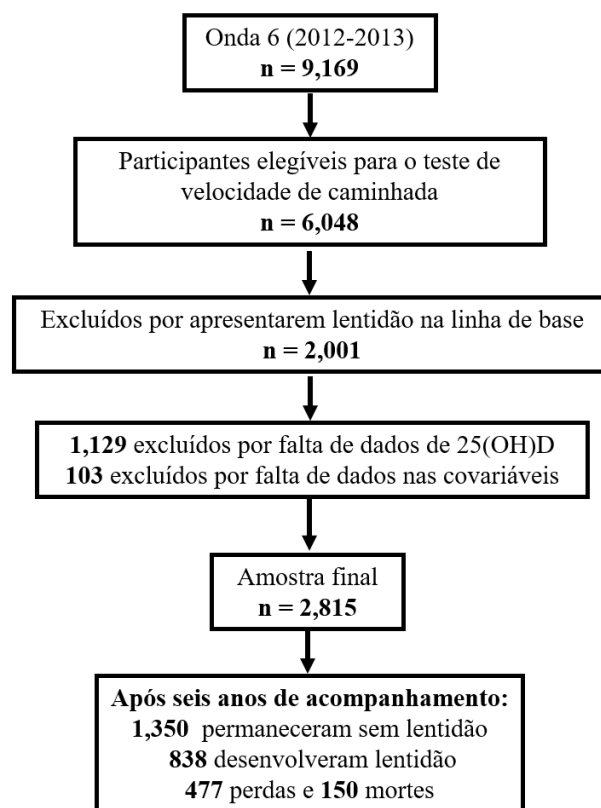 Onda 6 (2012-2013)
n = 9,169
Participantes elegíveis para o teste de
velocidade de caminhada
n = 6,048
Excluídos por apresentarem lentidão na linha de base
n = 2,001
1,129 excluídos por falta de dados de 25(OH)D
103 excluídos por falta de dados nas covariáveis
Amostra final
n = 2,815
Após seis anos de acompanhamento:
1,350 permaneceram sem lentidão
838 desenvolveram lentidão
477 perdas e 150 mortes